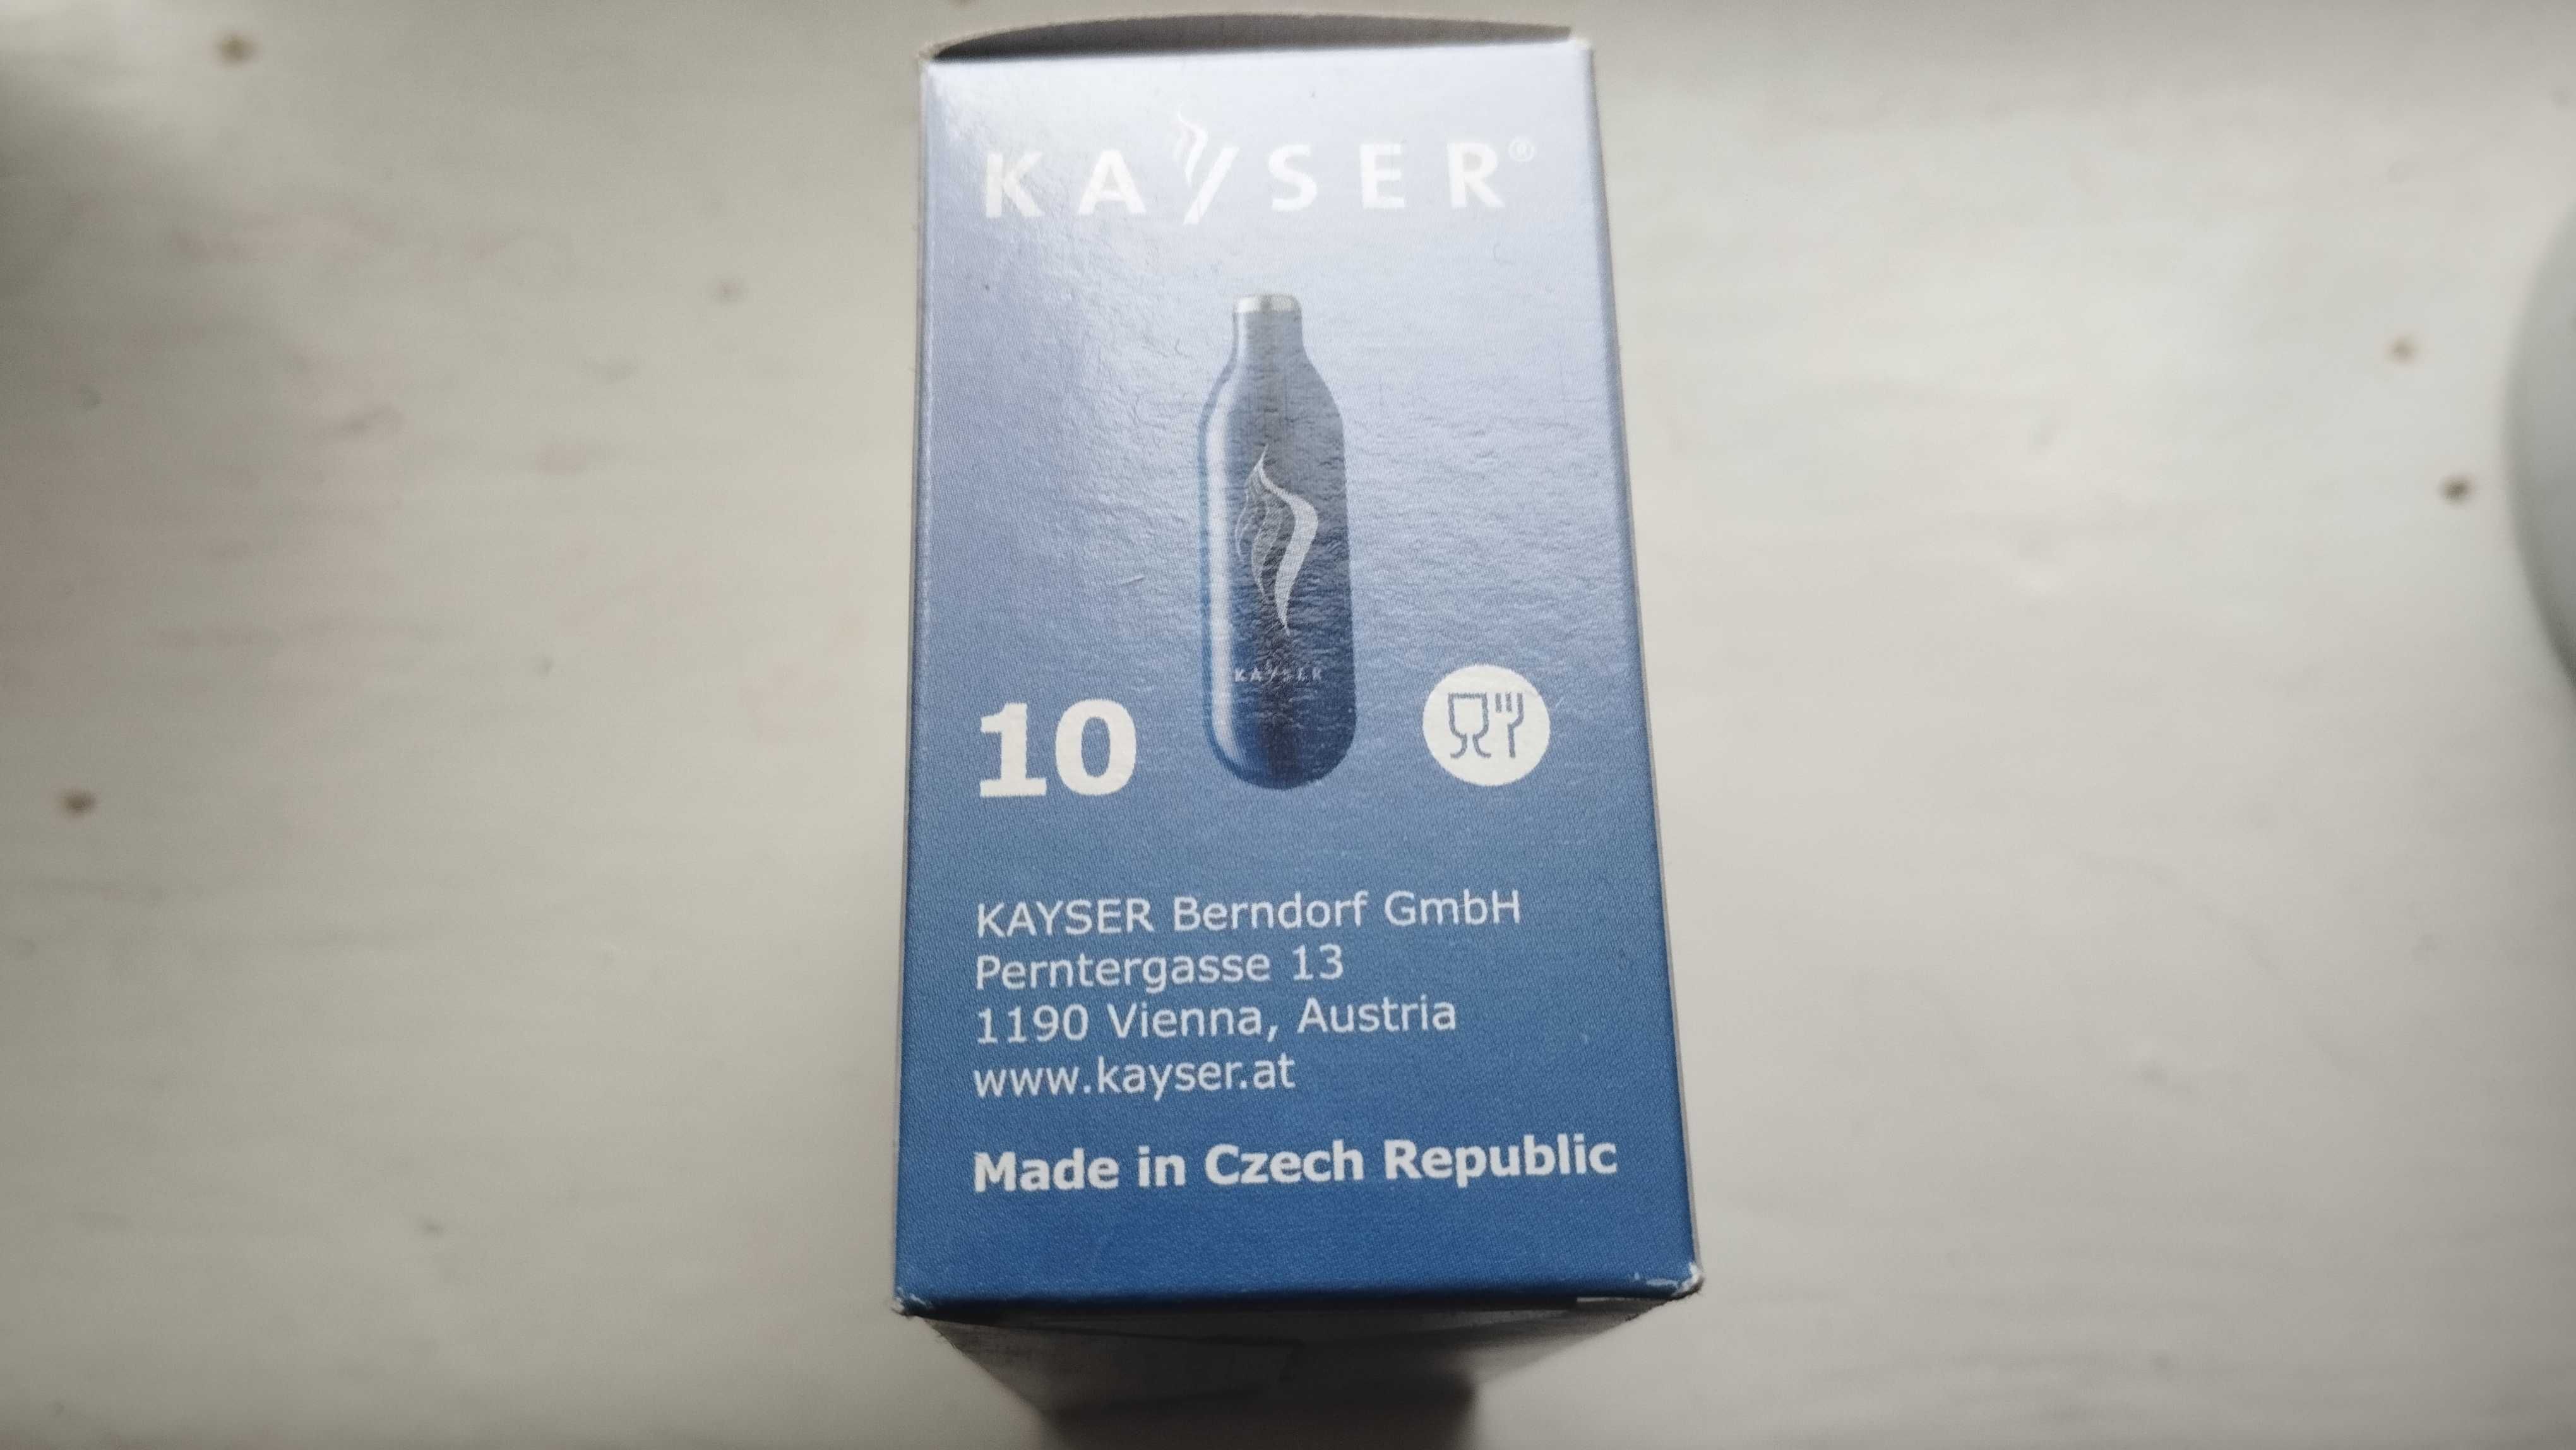 KAYSER®
KAYSER
10
KAYSER Berndorf GmbH
Perntergasse 13
1190 Vienna, Austria
www.kayser.at
Made in Czech Republic